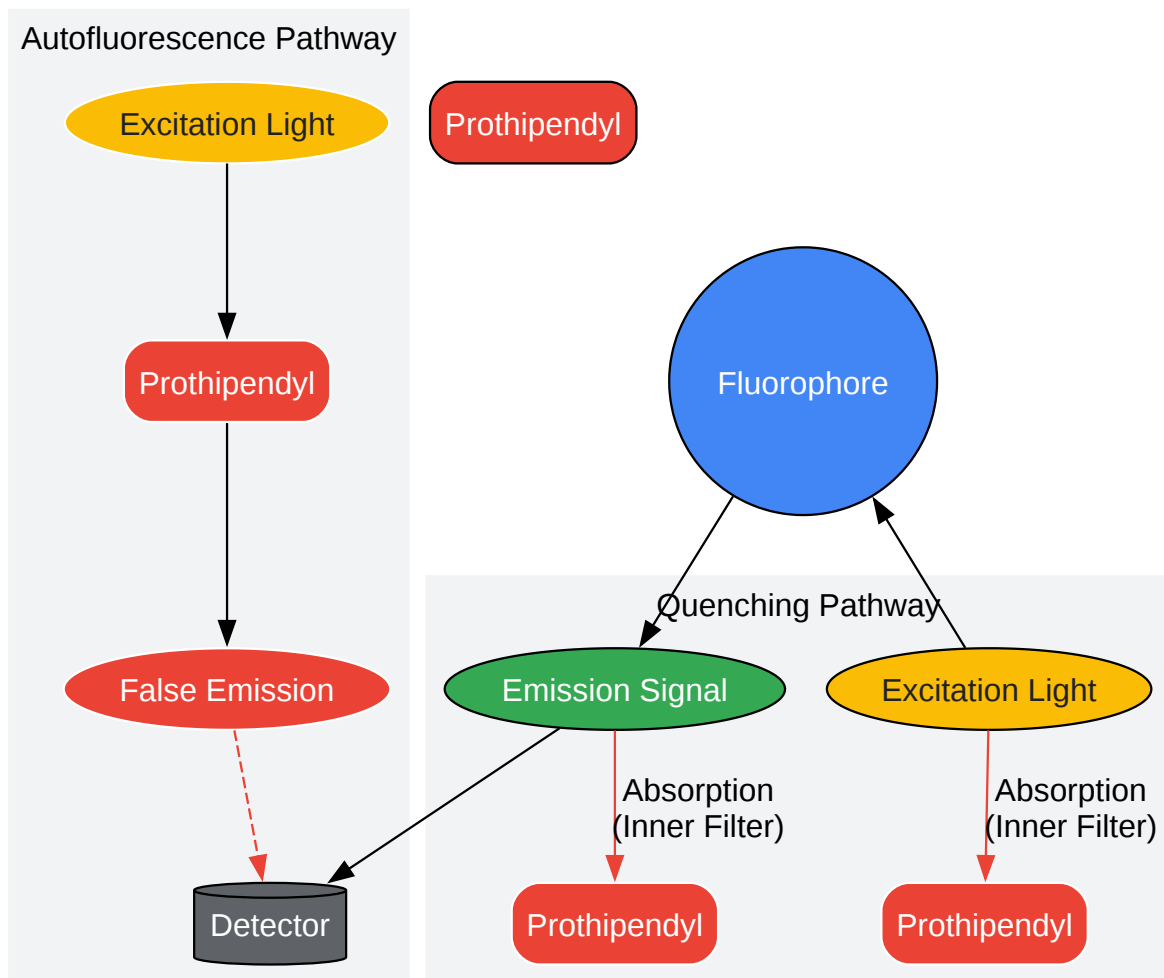 Autofluorescence Pathway
Excitation Light
Prothipendyl
Prothipendyl
Fluorophore
Quenching Pathway
False Emission
Emission Signal
Excitation Light
Absorption
(Inner Filter)
Absorption
(Inner Filter)
Detector
Prothipendyl
Prothipendyl